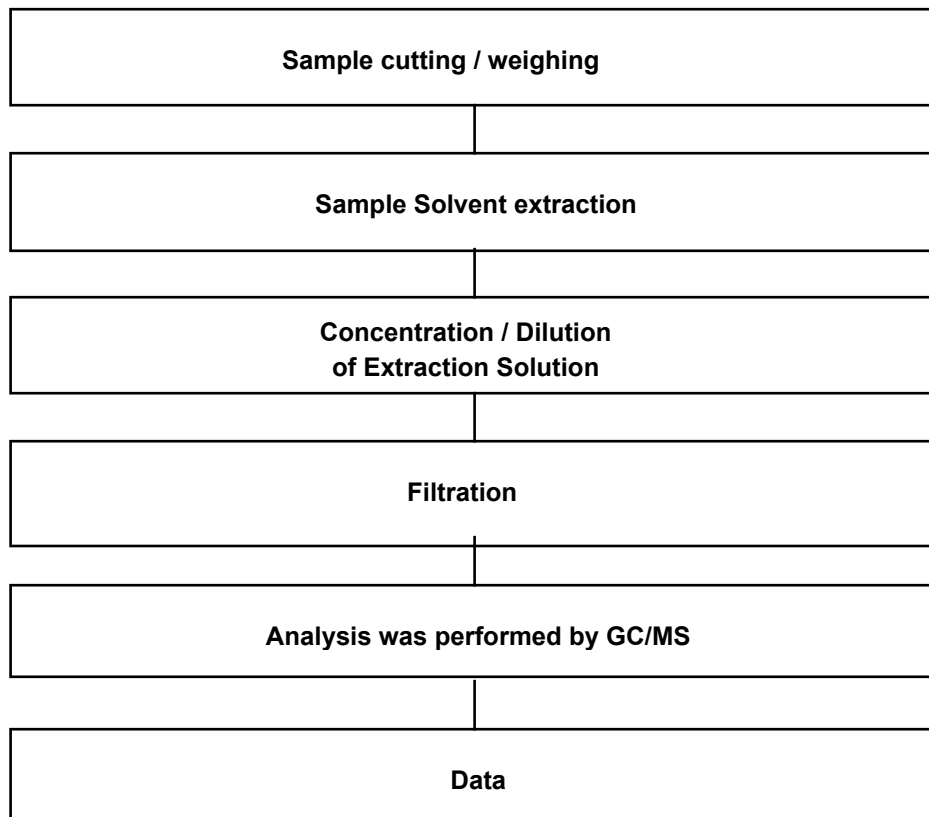 Sample cutting / weighing
Sample Solvent extraction
Concentration / Dilution
of Extraction Solution
Filtration
Analysis was performed by GC/MS
Data